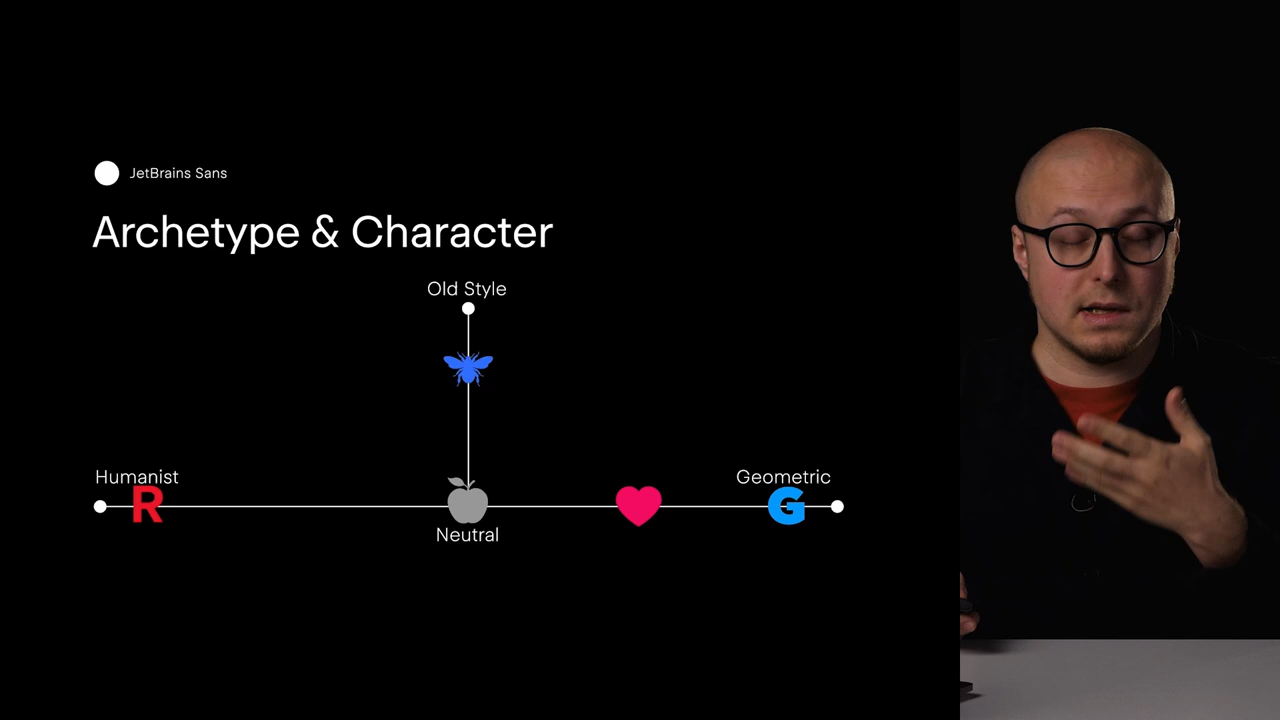 JetBrains Sans
Archetype & Character
Old Style
Humanist
Geometric
R
G
Neutral